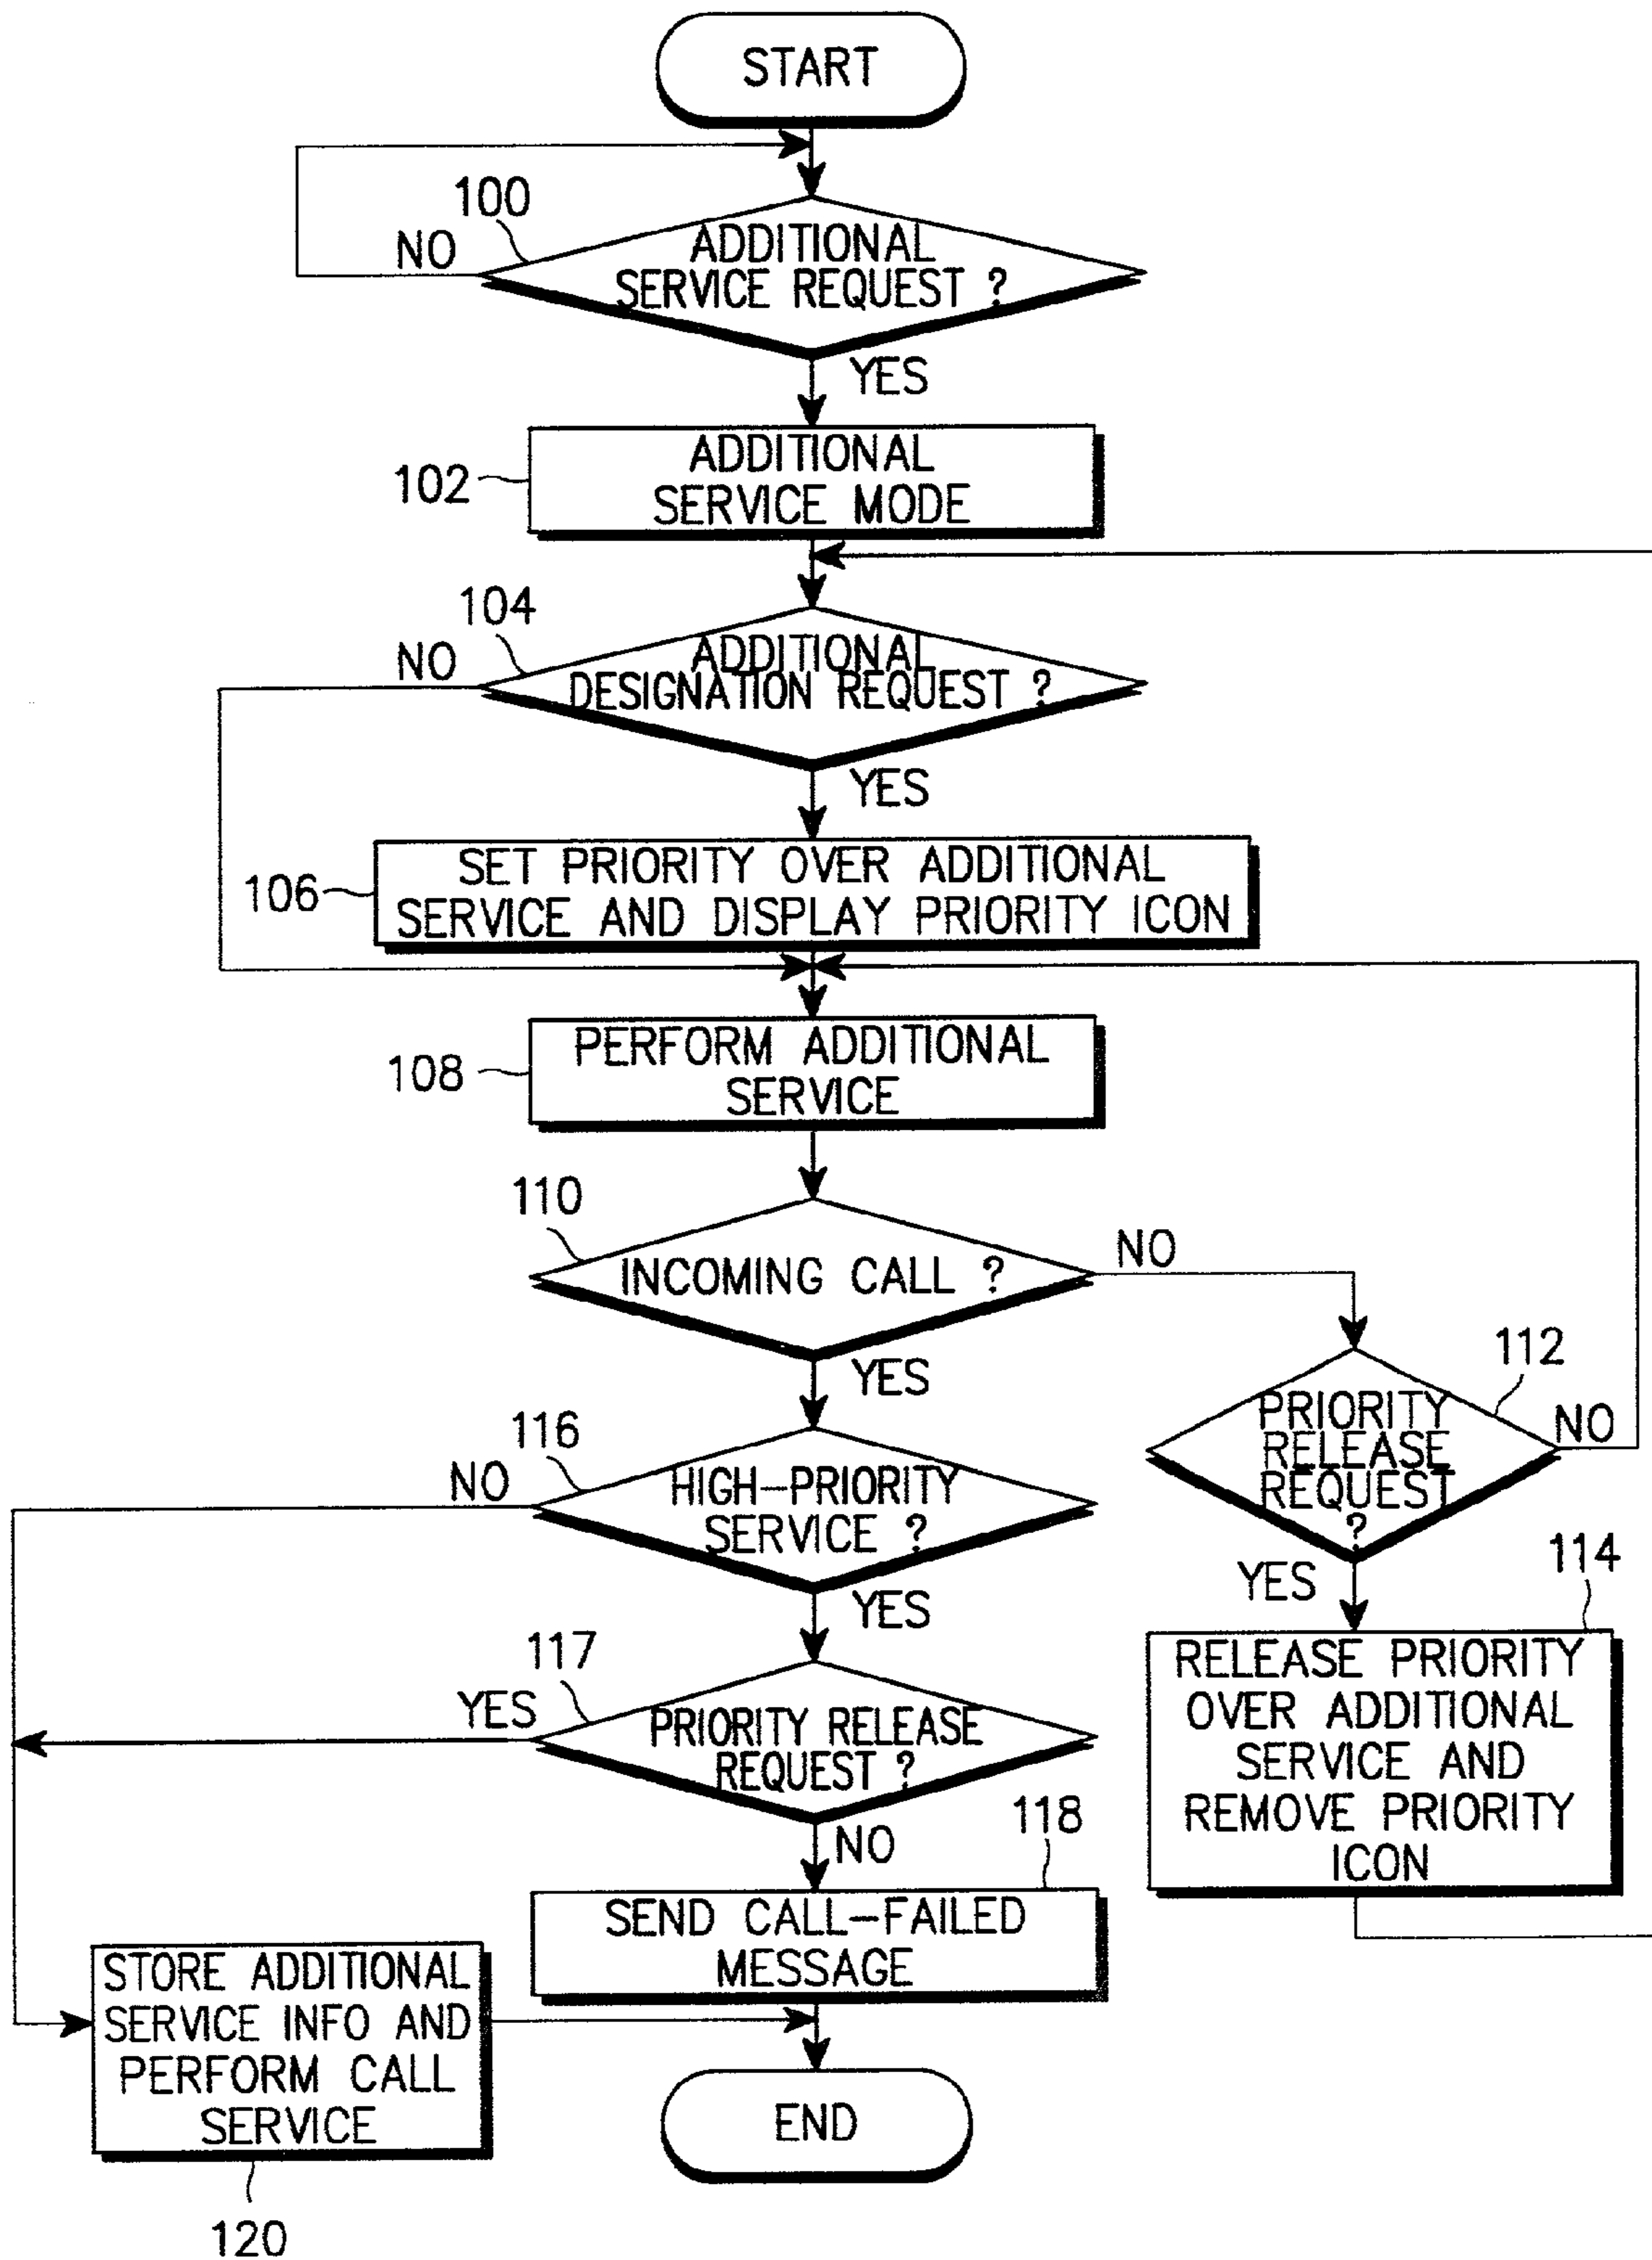 START
100
NO
ADDITIONAL
SERVICE REQUEST ?
YES
102
ADDITIONAL
SERVICE MODE
104
NO
ADDITIONAL
DESIGNATION REQUEST ?
YES
106
SET PRIORITY OVER ADDITIONAL
SERVICE AND DISPLAY PRIORITY ICON
108
PERFORM ADDITIONAL
SERVICE
110
INCOMING CALL ?
NO
YES
112
PRIORITY
RELEASE
REQUEST
?
NO
YES
114
RELEASE PRIORITY
OVER ADDITIONAL
SERVICE AND
REMOVE PRIORITY
ICON
116
NO
HIGH-PRIORITY
SERVICE ?
YES
117
YES
PRIORITY RELEASE
REQUEST ?
NO
118
SEND CALL-FAILED
MESSAGE
STORE ADDITIONAL
SERVICE INFO AND
PERFORM CALL
SERVICE
120
END